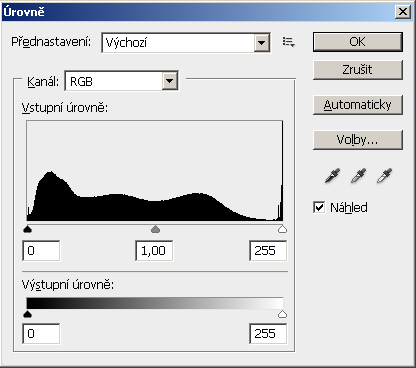 Úrovně
Přednastavení: Výchozí
OK
Zrušit
Automaticky
Volby...
Náhled
Kanál: RGB
Vstupní úrovně:
0 1,00 255
Výstupní úrovně:
0 255